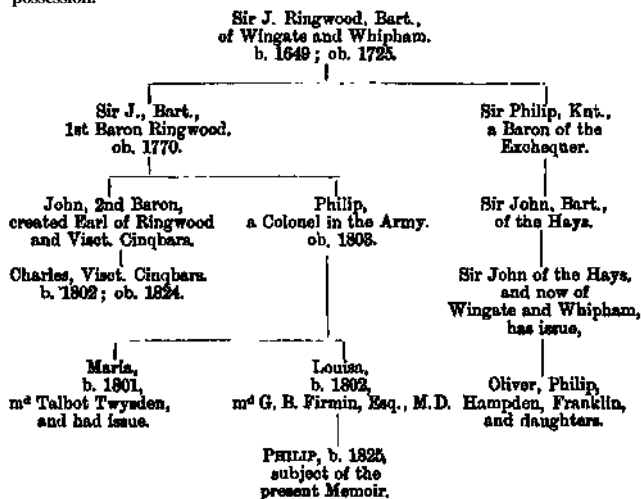 possession.
Sir J. Ringwood, Bart.,
of Wingate and Whipham.
b. 1649; ob. 1725.
Sir J., Bart.,
1st Baron Ringwood.
ob. 1770.
Sir Philip, Knt.,
a Baron of the
Exchequer.
John, 2nd Baron,
created Earl of Ringwood
and Visct. Cinqbars.
Philip,
a Colonel in the Army.
ob. 1803.
Sir John, Bart.,
of the Hays.
Charles, Visct. Cinqbars.
b. 1802; ob. 1824.
Sir John of the Hays,
and now of
Wingate and Whipham,
has issue,
Maria,
b. 1801,
md Talbot Twysden,
and had issue.
Louisa,
b. 1802,
md G. B. Firmin, Esq., M.D.
Oliver, Philip,
Hampden, Franklin,
and daughters.
PHILIP, b. 1825,
subject of the
present Memoir.